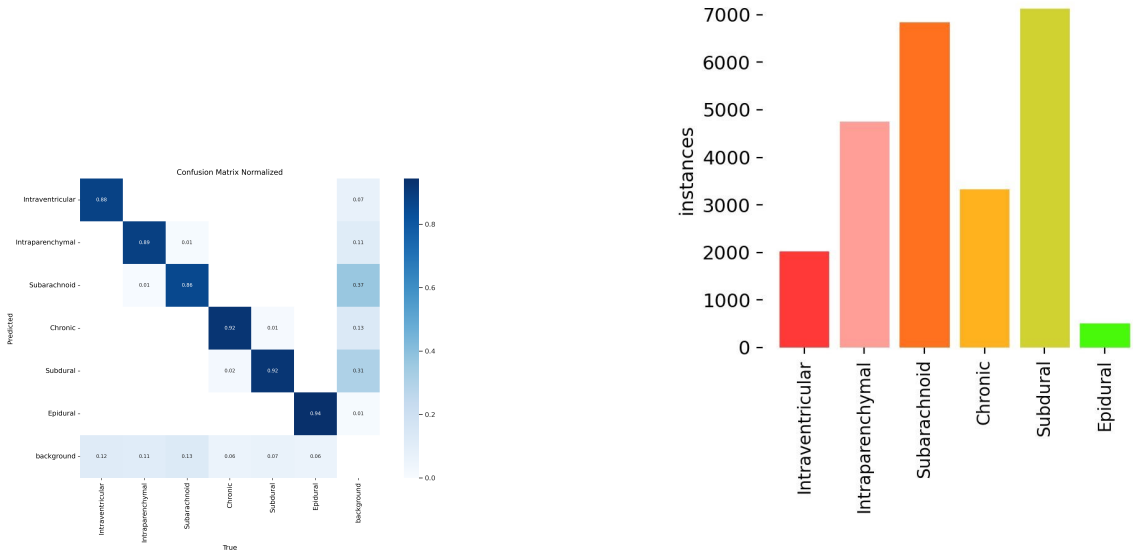 Confusion Matrix Normalized
Predicted
Intraventricular
0.88
0.07
Intraparenchymal
0.89
0.01
0.11
Subarachnoid
0.01
0.86
0.37
Chronic
0.92
0.01
0.13
Subdural
0.02
0.92
0.31
Epidural
0.94
0.01
background
0.12
0.11
0.13
0.06
0.07
0.06
Intraventricular
Intraparenchymal
Subarachnoid
Chronic
Subdural
Epidural
background
True
0.8
0.6
0.4
0.2
0.0
instances
7000
6000
5000
4000
3000
2000
1000
0
Intraventricular
Intraparenchymal
Subarachnoid
Chronic
Subdural
Epidural